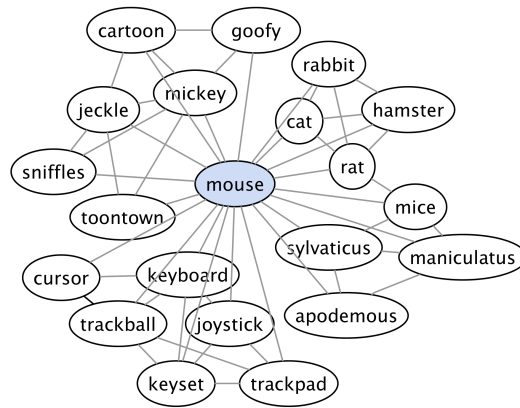 cartoon
goofy
rabbit
mickey
jeckle
cat
hamster
rat
sniffles
mouse
toontown
mice
sylvaticus
maniculatus
cursor
keyboard
trackball
joystick
apodemous
keyset
trackpad